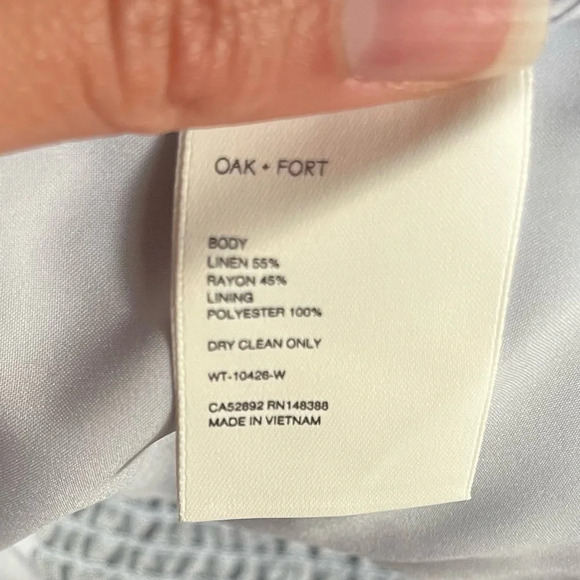 OAK + FORT
BODY
LINEN 55%
RAYON 45%
LINING
POLYESTER 100%
DRY CLEAN ONLY
WT-10426-W
CA52692 RN148388
MADE IN VIETNAM